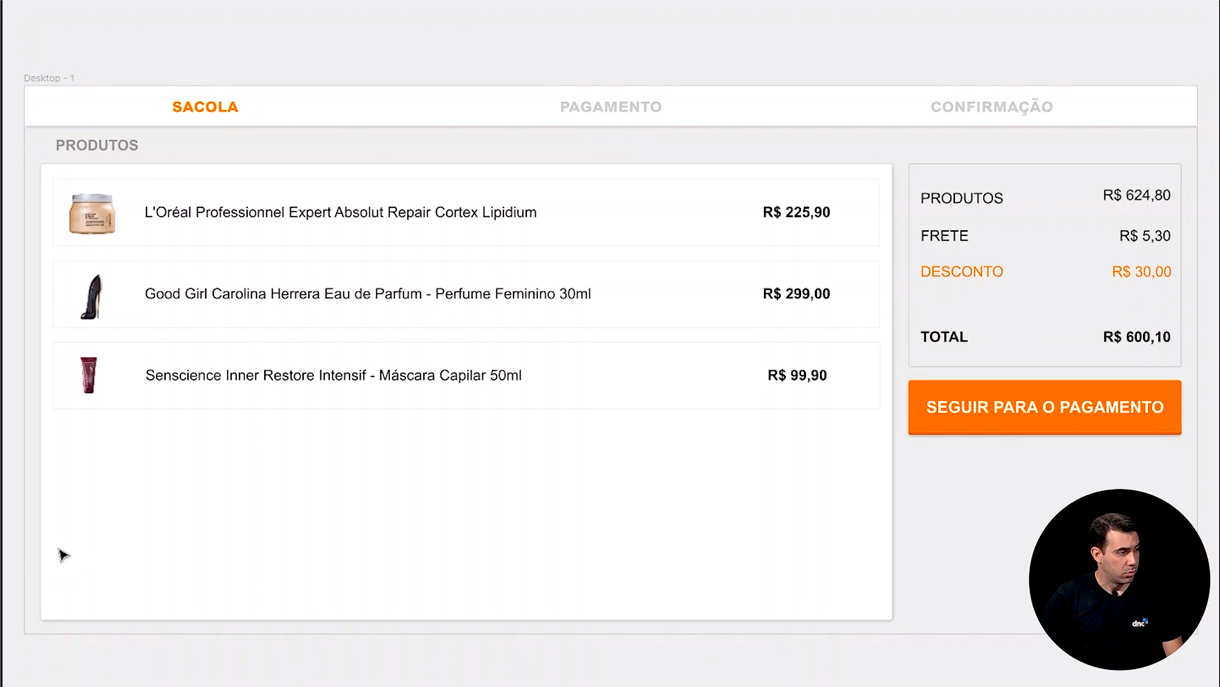 Desktop - 1
SACOLA PAGAMENTO CONFIRMAÇÃO
PRODUTOS
L'Oréal Professionnel Expert Absolut Repair Cortex Lipidium R$ 225,90
Good Girl Carolina Herrera Eau de Parfum - Perfume Feminino 30ml R$ 299,00
Senscience Inner Restore Intensif - Máscara Capilar 50ml R$ 99,90
PRODUTOS R$ 624,80
FRETE R$ 5,30
DESCONTO R$ 30,00
TOTAL R$ 600,10
SEGUIR PARA O PAGAMENTO
dnc